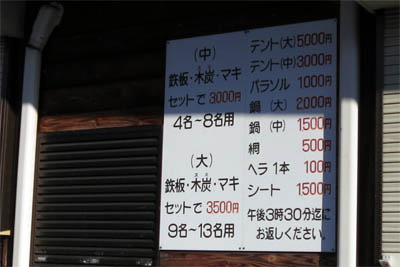 (中)
鉄板・木炭・マキ
セットで 3000円
4名〜8名用
(大)
鉄板・木炭・マキ
セットで 3500円
9名〜13名用
テント(大) 5000円
テント(中) 3000円
パラソル 1000円
鍋 (大) 2000円
鍋 (中) 1500円
網 500円
ヘラ 1本 100円
シート 1500円
午後3時30分迄に
お返しください。